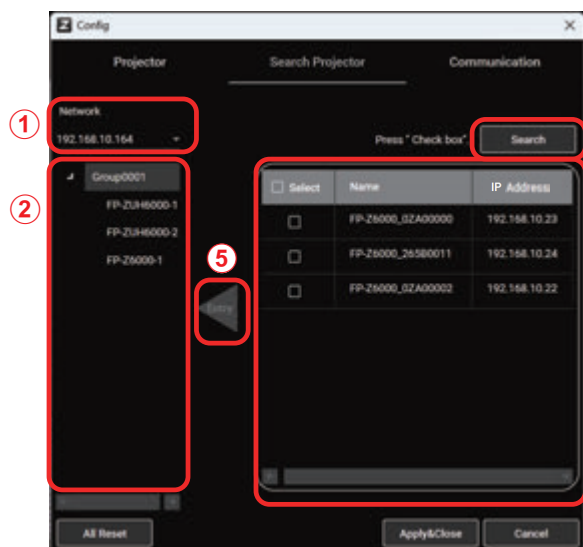 Config
Projector Search Projector Communication
Network
① 192.168.10.164
Press " Check box". Search
② Group0001
FP-ZUH6000-1
FP-ZUH6000-2
FP-Z6000-1
⑤
Entry
Select Name IP Address
FP-Z6000_0ZA00000 192.168.10.23
FP-Z6000_265B0011 192.168.10.24
FP-Z6000_0ZA00002 192.168.10.22
All Reset Apply&Close Cancel